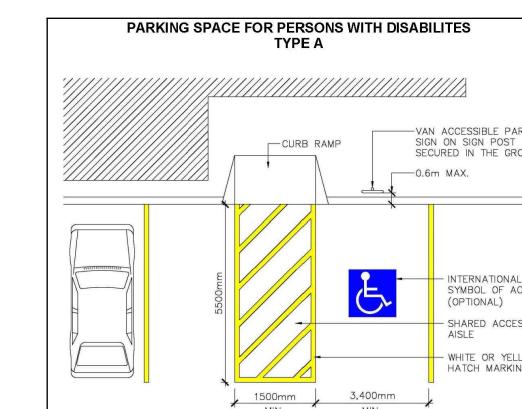 PARKING SPACE FOR PERSONS WITH DISABILITES
TYPE A
CURB RAMP
VAN ACCESSIBLE PAR
SIGN ON SIGN POST
SECURED IN THE GRO
0.6m MAX.
5500mm
INTERNATIONAL
SYMBOL OF AC
(OPTIONAL)
SHARED ACCES
AISLE
WHITE OR YELL
HATCH MARKIN
1500mm
3,400mm